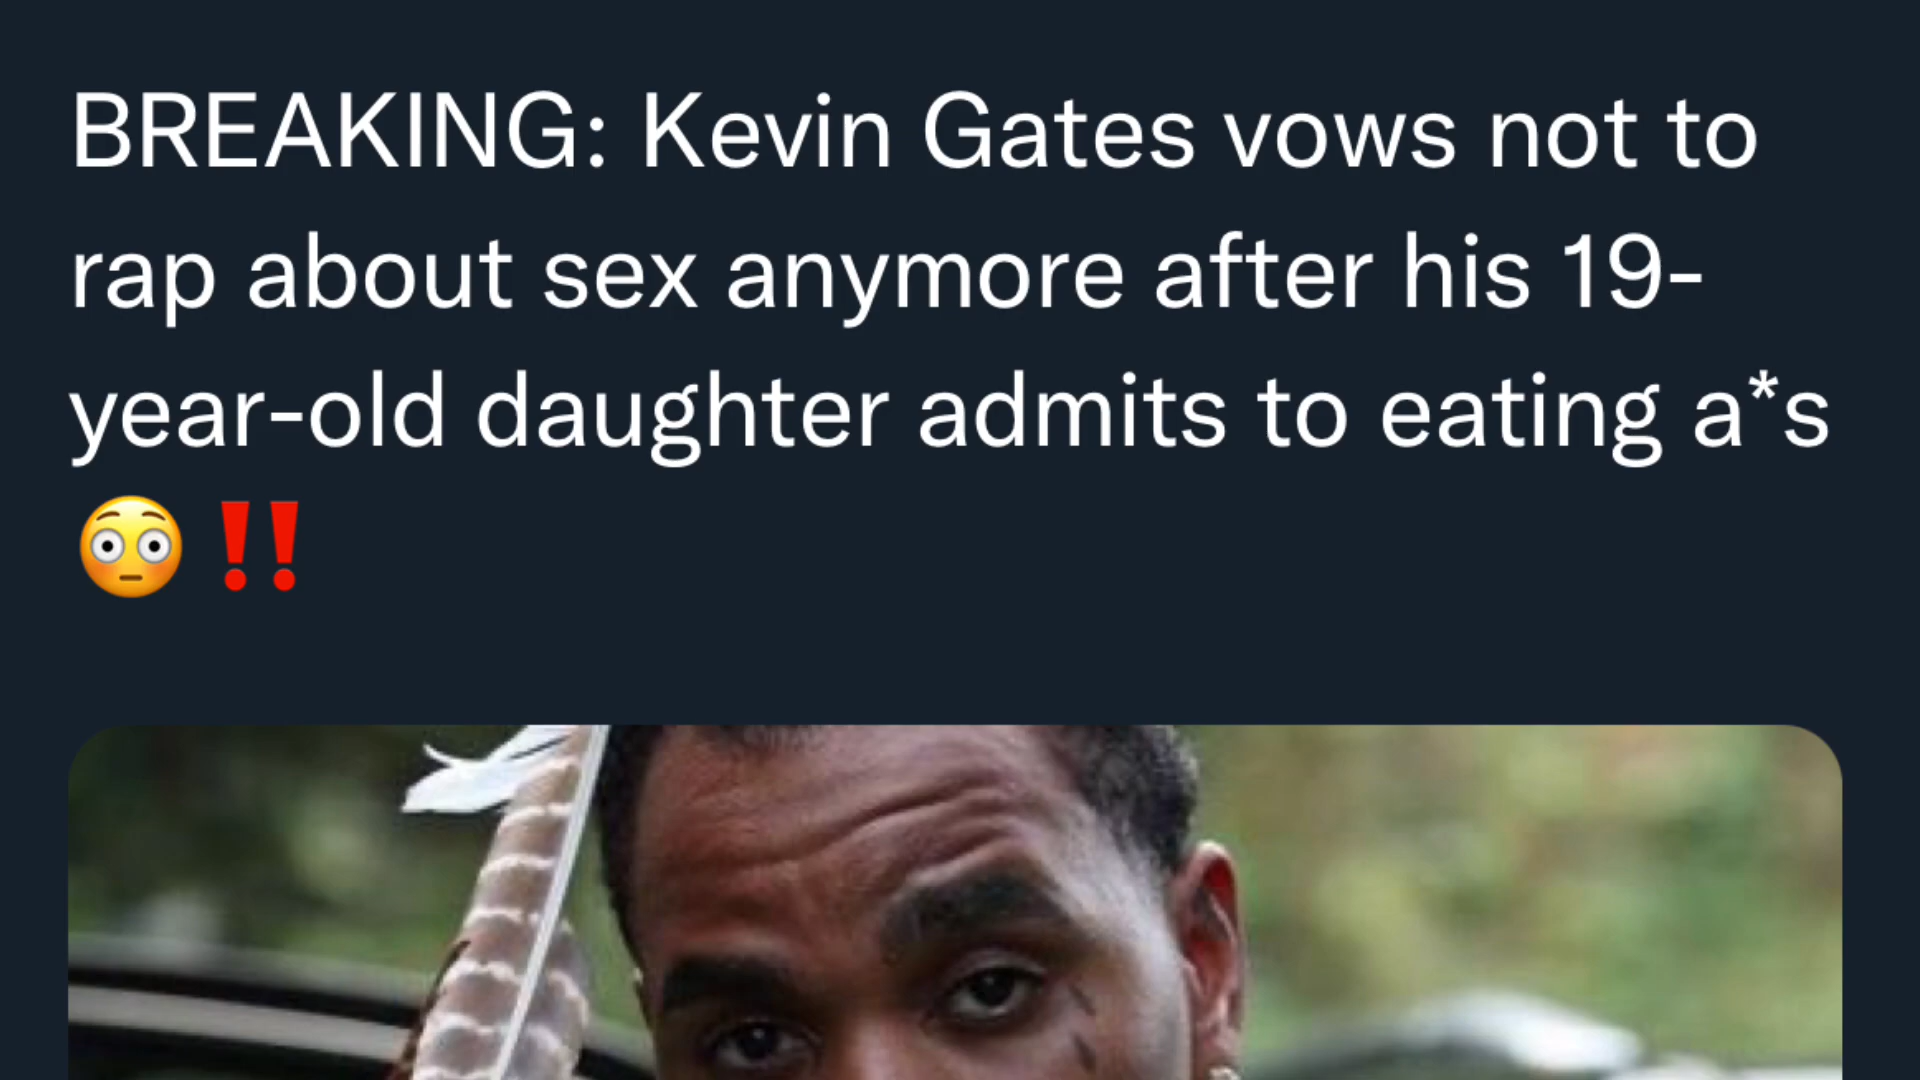 BREAKING: Kevin Gates vows not to
rap about sex anymore after his 19-
year-old daughter admits to eating a*s
😳‼️